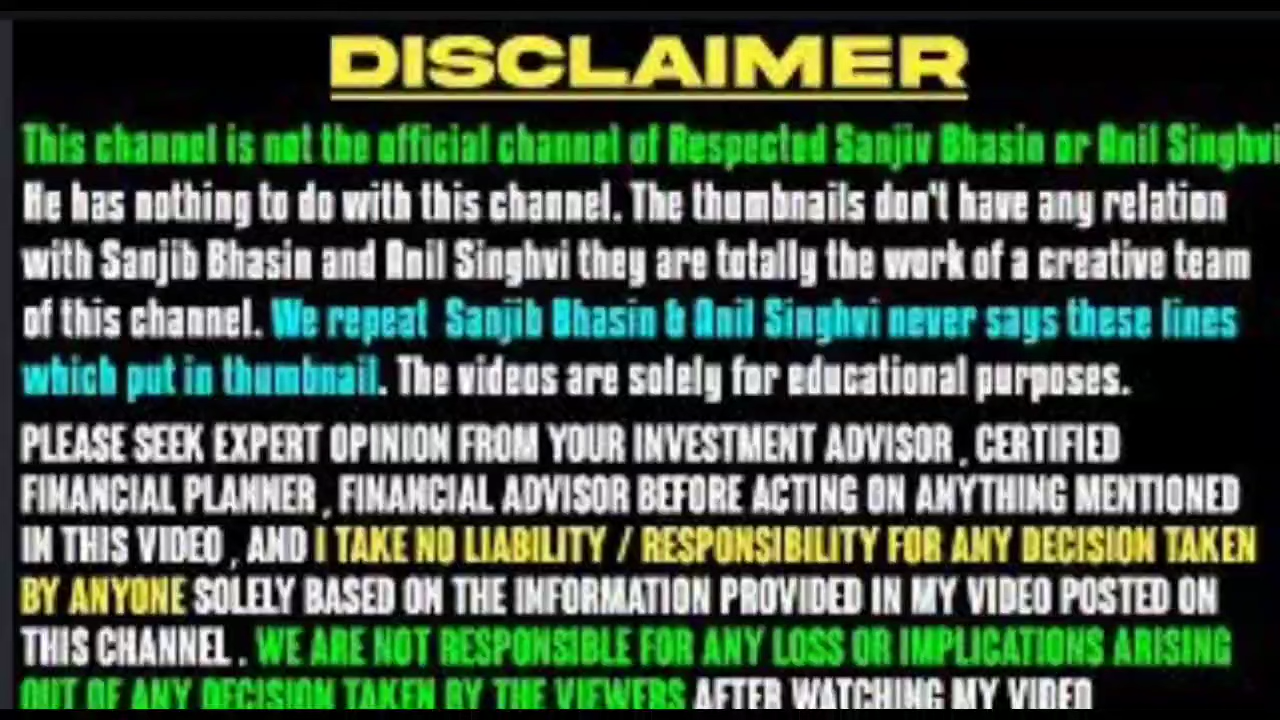 DISCLAIMER
This channel is not the official channel of Respected Sanjiv Bhasin or Anil Singhvi
He has nothing to do with this channel. The thumbnails don't have any relation
with Sanjib Bhasin and Anil Singhvi they are totally the work of a creative team
of this channel. We repeat Sanjib Bhasin & Anil Singhvi never says these lines
which put in thumbnail. The videos are solely for educational purposes.
PLEASE SEEK EXPERT OPINION FROM YOUR INVESTMENT ADVISOR , CERTIFIED
FINANCIAL PLANNER , FINANCIAL ADVISOR BEFORE ACTING ON ANYTHING MENTIONED
IN THIS VIDEO , AND I TAKE NO LIABILITY / RESPONSIBILITY FOR ANY DECISION TAKEN
BY ANYONE SOLELY BASED ON THE INFORMATION PROVIDED IN MY VIDEO POSTED ON
THIS CHANNEL . WE ARE NOT RESPONSIBLE FOR ANY LOSS OR IMPLICATIONS ARISING
OUT OF ANY DECISION TAKEN BY THE VIEWERS AFTER WATCHING MY VIDEO